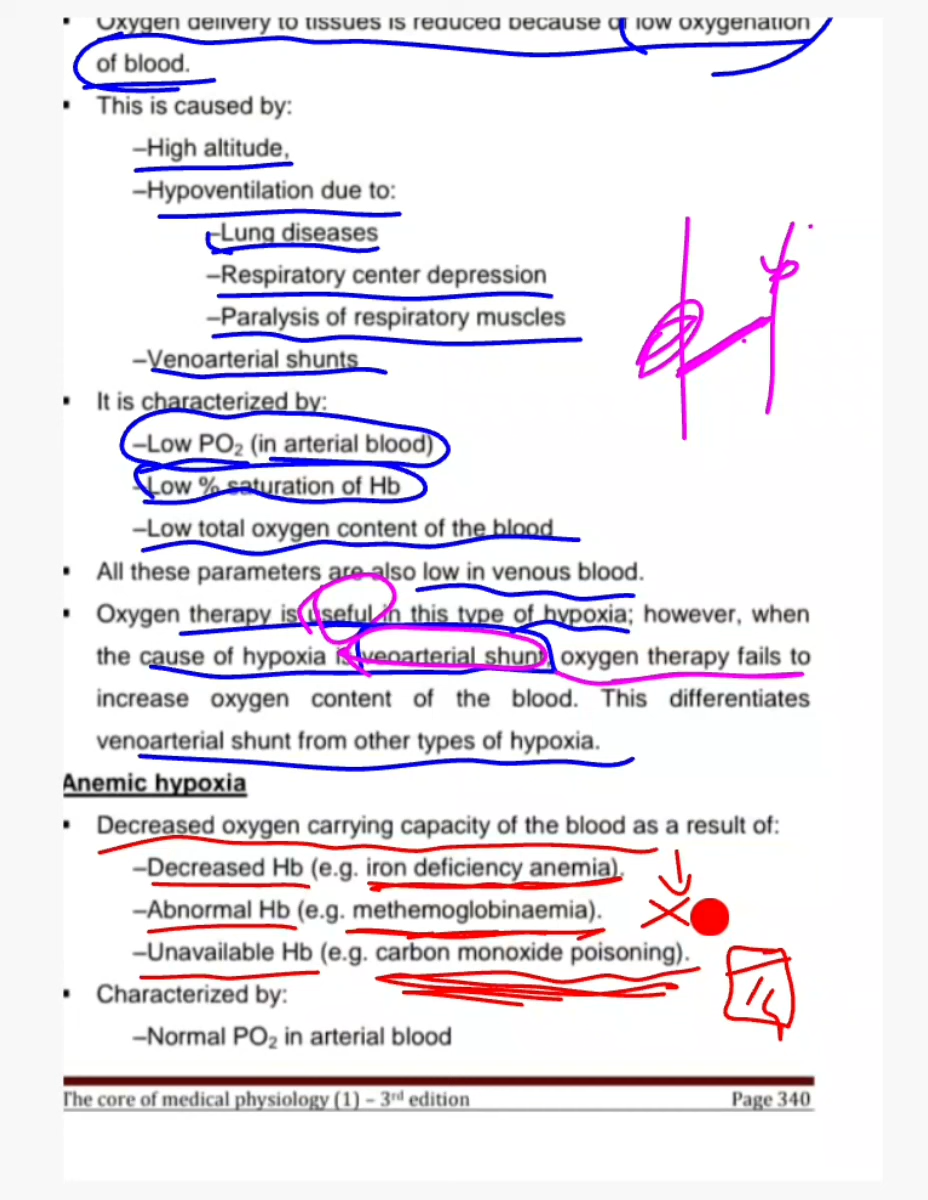 ▪ Oxygen delivery to tissues is reduced because of low oxygenation
of blood.
▪ This is caused by:
–High altitude,
–Hypoventilation due to:
–Lung diseases
–Respiratory center depression
–Paralysis of respiratory muscles
–Venoarterial shunts
▪ It is characterized by:
–Low PO₂ (in arterial blood)
–Low % saturation of Hb
–Low total oxygen content of the blood
▪ All these parameters are also low in venous blood.
▪ Oxygen therapy is useful in this type of hypoxia; however, when
the cause of hypoxia is veoarterial shunt, oxygen therapy fails to
increase oxygen content of the blood. This differentiates
venoarterial shunt from other types of hypoxia.
Anemic hypoxia
▪ Decreased oxygen carrying capacity of the blood as a result of:
–Decreased Hb (e.g. iron deficiency anemia).
–Abnormal Hb (e.g. methemoglobinaemia).
–Unavailable Hb (e.g. carbon monoxide poisoning).
▪ Characterized by:
–Normal PO₂ in arterial blood
The core of medical physiology (1) – 3rd edition Page 340